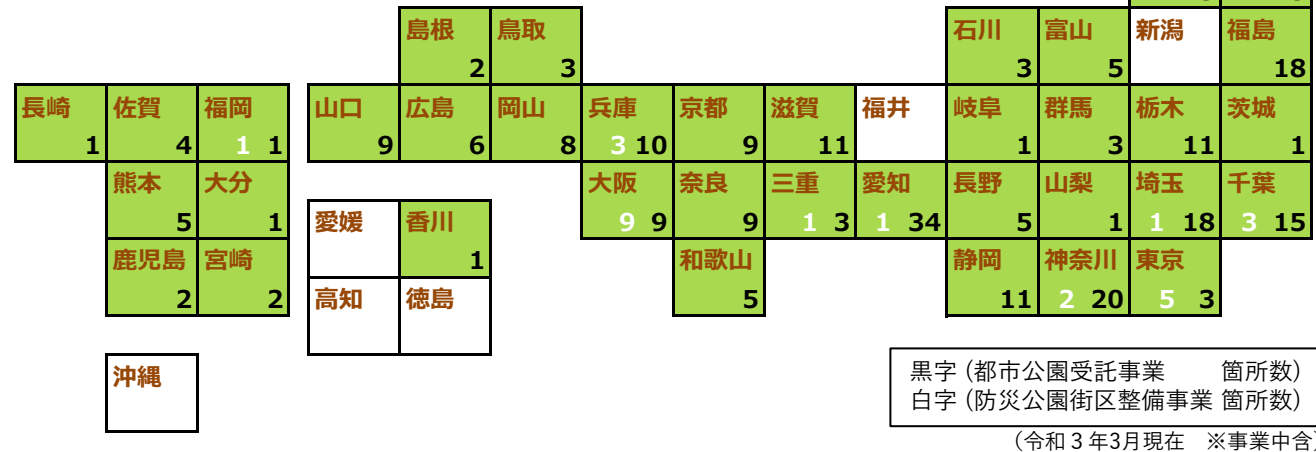 島根 鳥取 石川 富山 新潟 福島
2 3 3 5 18
長崎 佐賀 福岡 山口 広島 岡山 兵庫 京都 滋賀 福井 岐阜 群馬 栃木 茨城
1 4 1 1 9 6 8 3 10 9 11 1 3 11 1
熊本 大分 大阪 奈良 三重 愛知 長野 山梨 埼玉 千葉
5 1 9 9 9 1 3 1 34 5 1 1 18 3 15
愛媛 香川
1
鹿児島 宮崎 和歌山 静岡 神奈川 東京
2 2 5 11 2 20 5 3
高知 徳島
沖縄
黒字 (都市公園受託事業 箇所数)
白字 (防災公園街区整備事業 箇所数)
(令和3年3月現在 ※事業中含